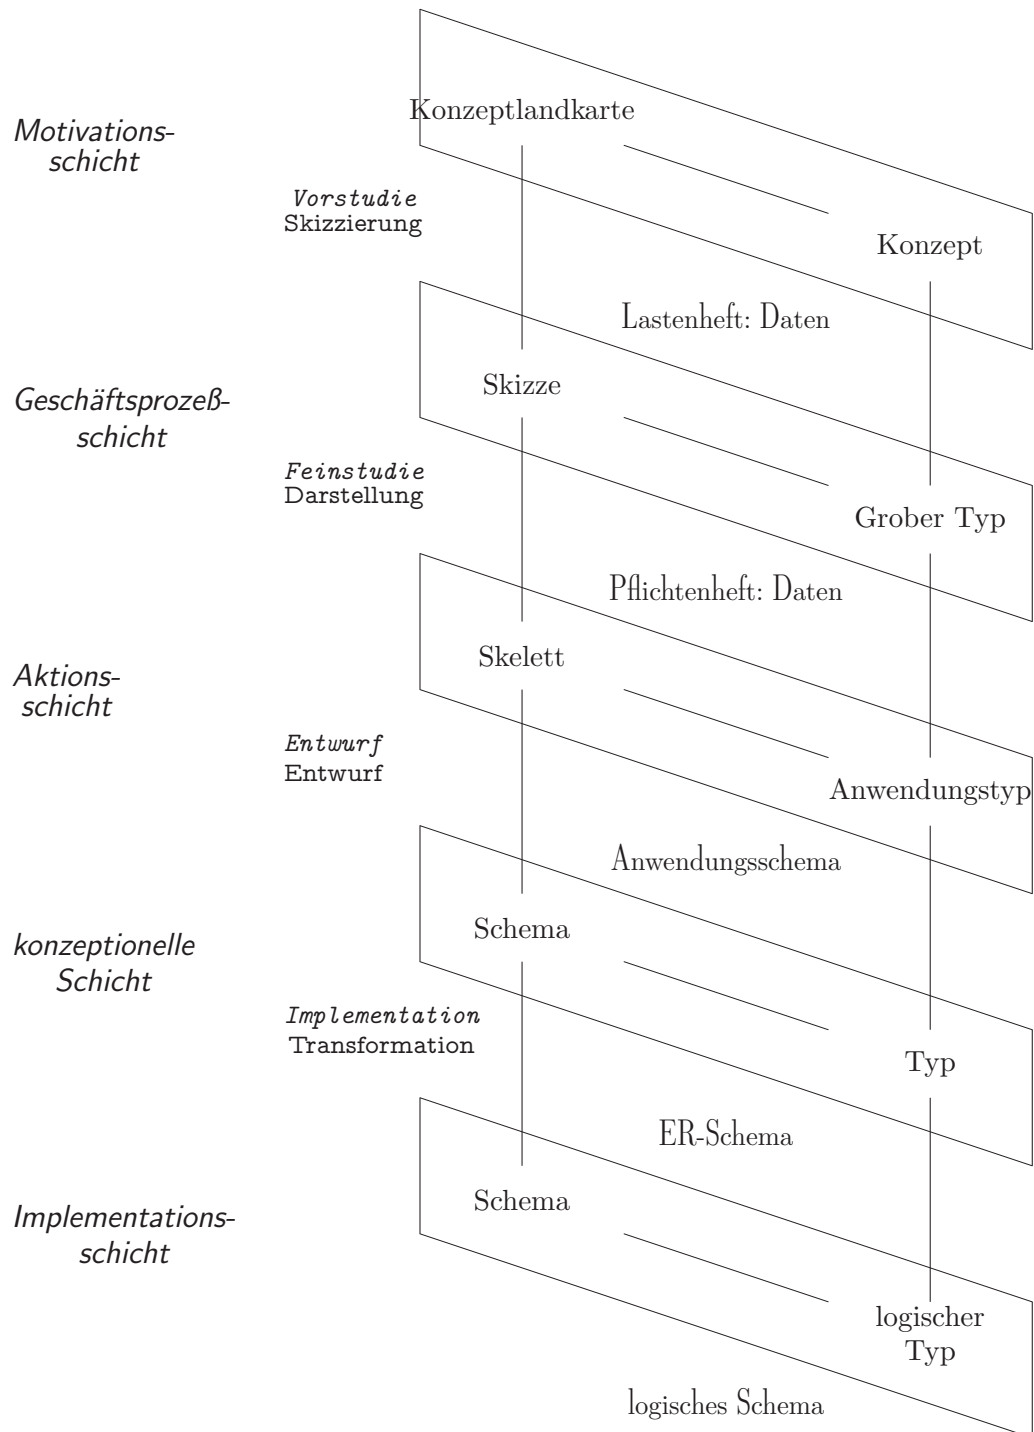 Konzeptlandkarte
Motivations-
schicht
Vorstudie
Skizzierung
Konzept
Lastenheft: Daten
Skizze
Geschäftsprozeß-
schicht
Feinstudie
Darstellung
Grober Typ
Pflichtenheft: Daten
Skelett
Aktions-
schicht
Entwurf
Entwurf
Anwendungstyp
Anwendungsschema
Schema
konzeptionelle
Schicht
Implementation
Transformation
Typ
ER-Schema
Schema
Implementations-
schicht
logischer
Typ
logisches Schema